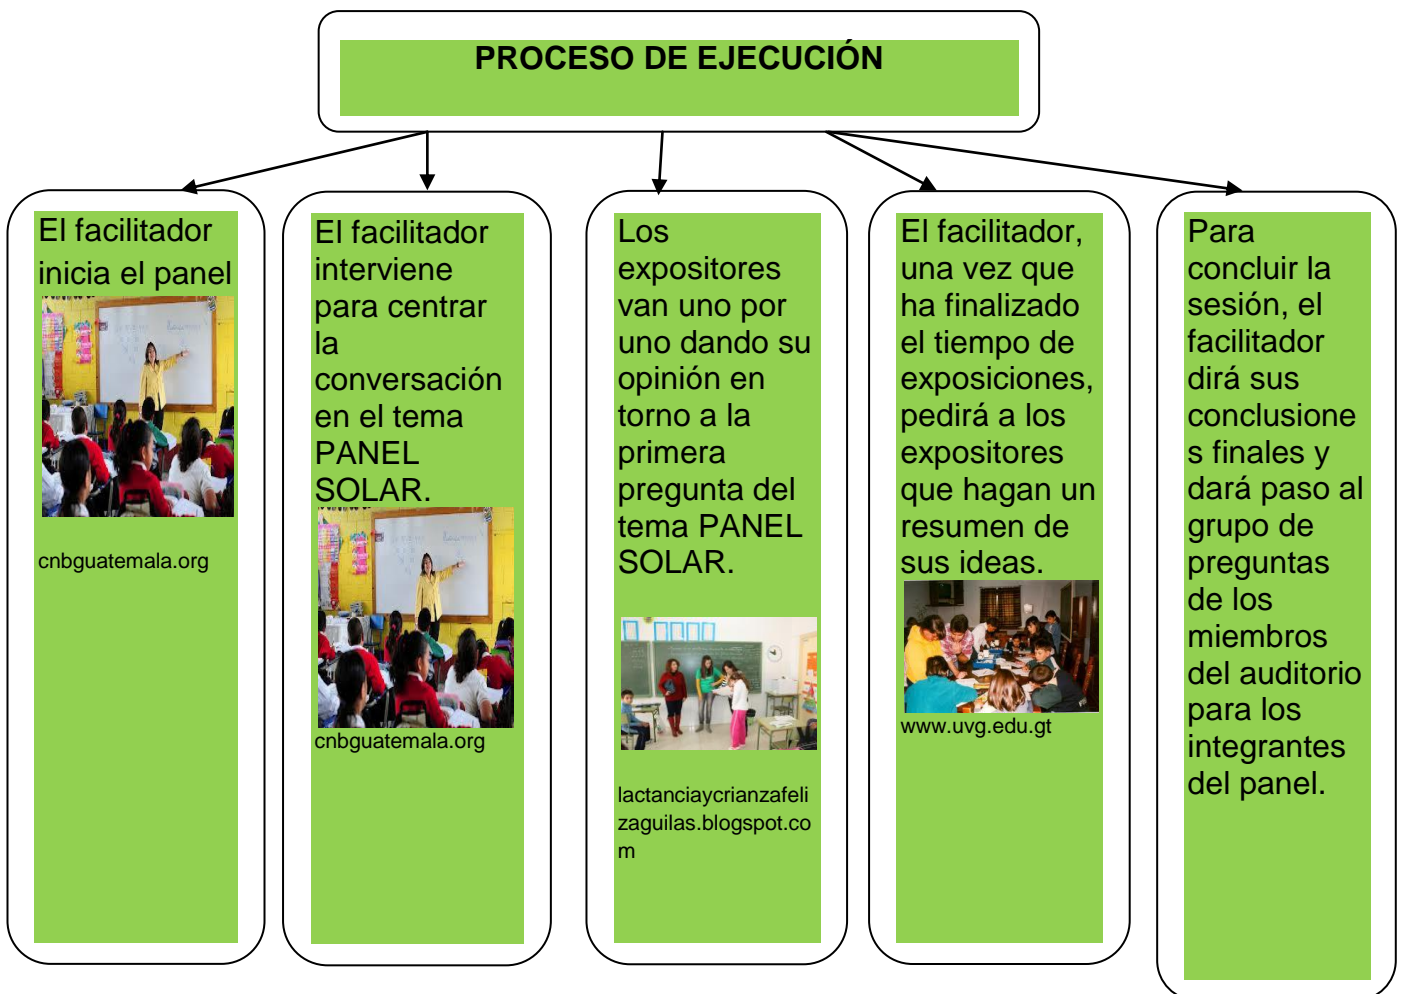 PROCESO DE EJECUCIÓN
El facilitador
inicia el panel
cnbguatemala.org
El facilitador
interviene
para centrar
la
conversación
en el tema
PANEL
SOLAR.
cnbguatemala.org
Los
expositores
van uno por
uno dando su
opinión en
torno a la
primera
pregunta del
tema PANEL
SOLAR.
lactanciaycrianzafeli
zaguilas.blogspot.co
m
El facilitador,
una vez que
ha finalizado
el tiempo de
exposiciones,
pedirá a los
expositores
que hagan un
resumen de
sus ideas.
www.uvg.edu.gt
Para
concluir la
sesión, el
facilitador
dirá sus
conclusione
s finales y
dará paso al
grupo de
preguntas
de los
miembros
del auditorio
para los
integrantes
del panel.